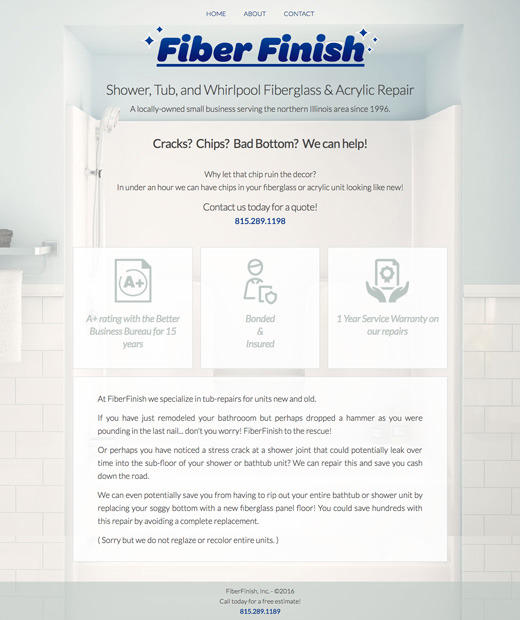 HOME ABOUT CONTACT
Fiber Finish
Shower, Tub, and Whirlpool Fiberglass & Acrylic Repair
A locally-owned small business serving the northern Illinois area since 1996.
Cracks? Chips? Bad Bottom? We can help!
Why let that chip ruin the decor?
In under an hour we can have chips in your fiberglass or acrylic unit looking like new!
Contact us today for a quote!
815.289.1198
A+
A+ rating with the Better
Business Bureau for 15
years
Bonded
&
Insured
1 Year Service Warranty on
our repairs
At FiberFinish we specialize in tub-repairs for units new and old.
If you have just remodeled your bathrooom but perhaps dropped a hammer as you were
pounding in the last nail... don't you worry! FiberFinish to the rescue!
Or perhaps you have noticed a stress crack at a shower joint that could potentially leak over
time into the sub-floor of your shower or bathtub unit? We can repair this and save you cash
down the road.
We can even potentially save you from having to rip out your entire bathtub or shower unit by
replacing your soggy bottom with a new fiberglass panel floor! You could save hundreds with
this repair by avoiding a complete replacement.
( Sorry but we do not reglaze or recolor entire units. )
FiberFinish, Inc. - ©2016
Call today for a free estimate!
815.289.1189